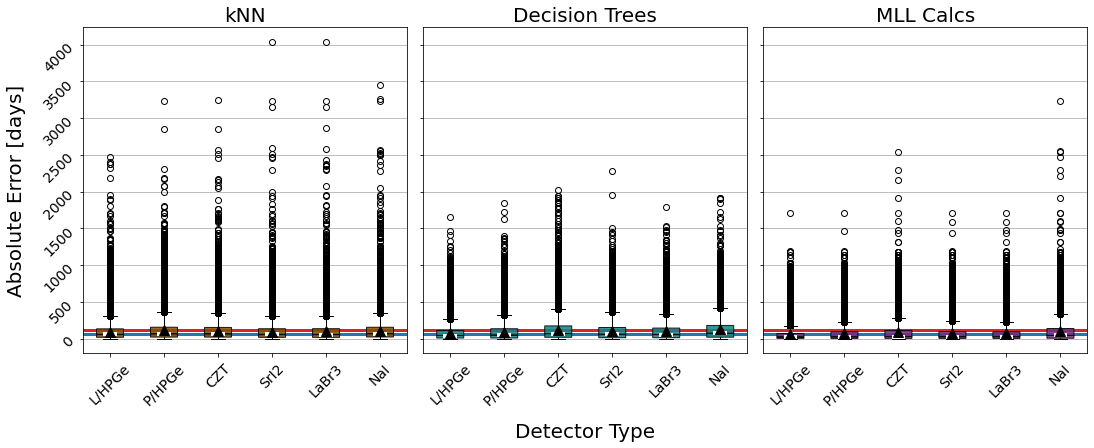 kNN
Decision Trees
MLL Calcs
Absolute Error [days]
4000
3500
3000
2500
2000
1500
1000
500
0
L/HPGe
P/HPGe
CZT
SrI2
LaBr3
NaI
L/HPGe
P/HPGe
CZT
SrI2
LaBr3
NaI
L/HPGe
P/HPGe
CZT
SrI2
LaBr3
NaI
Detector Type